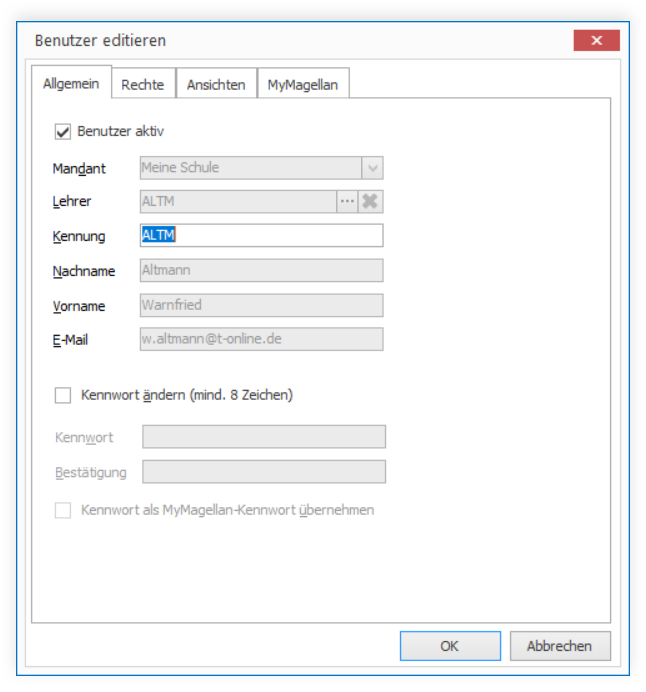 Benutzer editieren
Allgemein Rechte Ansichten MyMagellan
Benutzer aktiv
Mandant Meine Schule
Lehrer ALTM ...
Kennung ALTM
Nachname Altmann
Vorname Warnfried
E-Mail w.altmann@t-online.de
Kennwort ändern (mind. 8 Zeichen)
Kennwort
Bestätigung
Kennwort als MyMagellan-Kennwort übernehmen
OK Abbrechen